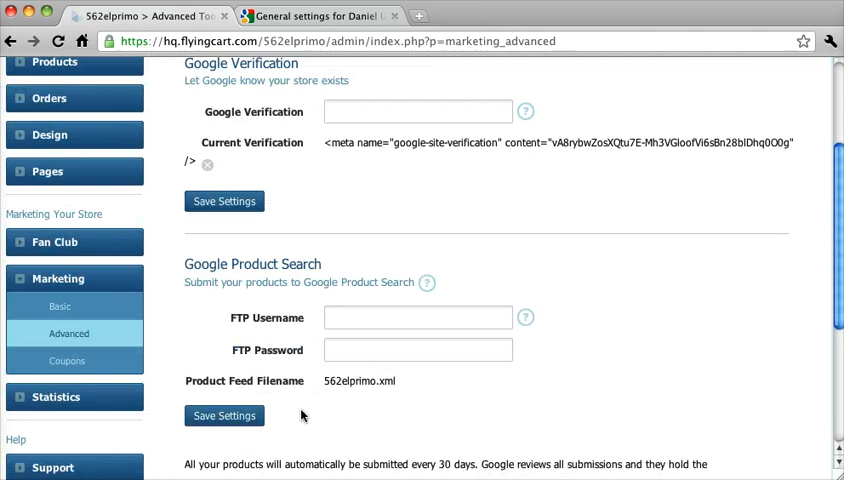 562elprimo > Advanced Too
General settings for Daniel U
https://hq.flyingcart.com/562elprimo/admin/index.php?p=marketing_advanced
Products
Orders
Design
Pages
Marketing Your Store
Fan Club
Marketing
Basic
Advanced
Coupons
Statistics
Help
Support
Google Verification
Let Google know your store exists
Google Verification
?
Current Verification
<meta name="google-site-verification" content="vA8rybwZosXQtu7E-Mh3VGloofVi6sBn28blDhq0O0g"
/>
Save Settings
Google Product Search
Submit your products to Google Product Search ?
FTP Username
?
FTP Password
Product Feed Filename 562elprimo.xml
Save Settings
All your products will automatically be submitted every 30 days. Google reviews all submissions and they hold the